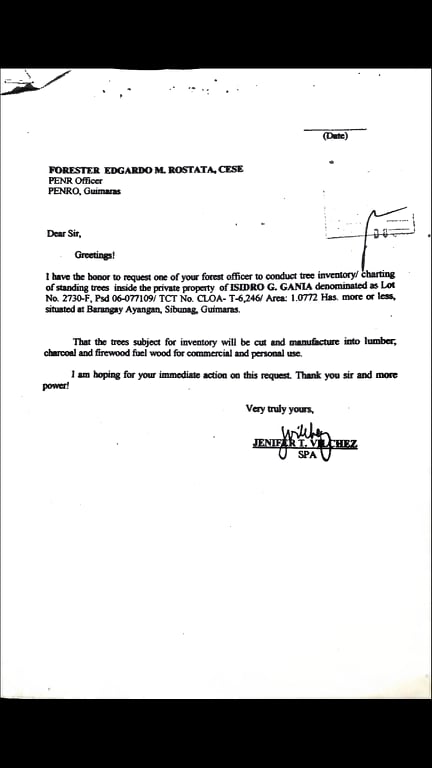 (Date)
FORESTER EDGARDO M. ROSTATA, CESE
PENR Officer
PENRO, Guimaras
Dear Sir,
Greetings!
I have the honor to request one of your forest officer to conduct tree inventory/ charting
of standing trees inside the private property of ISIDRO G. GANIA denominated as Lot
No. 2730-F, Psd 06-077109/ TCT No. CLOA- T-6,246/ Area: 1.0772 Has. more or less,
situated at Barangay Ayangan, Sibunag, Guimaras.
That the trees subject for inventory will be cut and manufacture into lumber,
charcoal and firewood fuel wood for commercial and personal use.
I am hoping for your immediate action on this request. Thank you sir and more
power!
Very truly yours,
JENIFER T. VILCHEZ
SPA